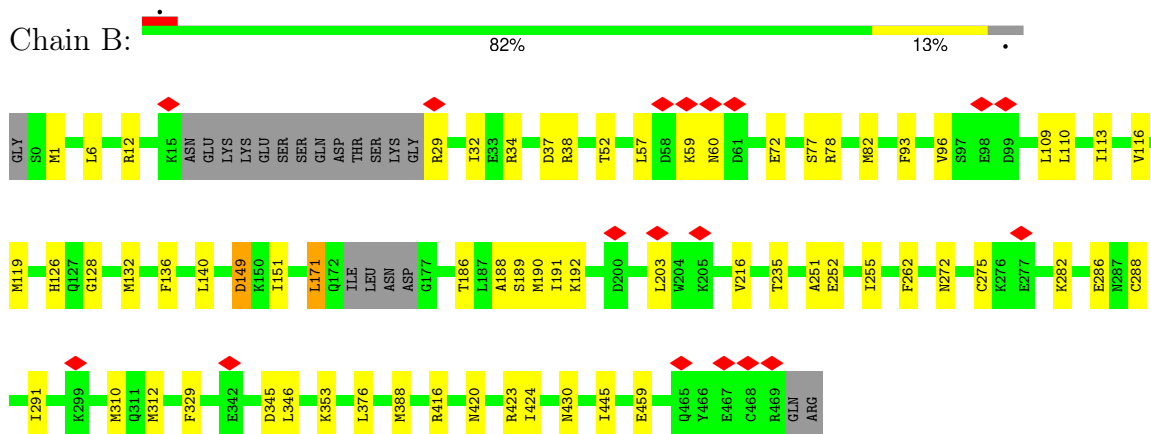 Chain B:
82% 13%
GLY S0 M1 L6 R12 K15 ASN GLU LYS LYS GLU SER SER GLN ASP THR SER LYS GLY R29 I32 E33 R34 D37 R38 T52 L57 D58 K59 N60 D61 E72 S77 R78 M82 F93 V96 S97 E98 D99 L109 L110 I113 V116
M119 H126 Q127 G128 M132 F136 L140 D149 K150 I151 L171 Q172 ILE LEU ASN ASP G177 T186 L187 A188 S189 M190 I191 K192 D200 L203 W204 K205 V216 T235 A251 E252 I255 F262 N272 C275 K276 E277 K282 E286 N287 C288
I291 K299 M310 Q311 M312 F329 E342 D345 L346 K353 L376 M388 R416 N420 R423 I424 N430 I445 E459 Q465 Y466 E467 C468 R469 GLN ARG